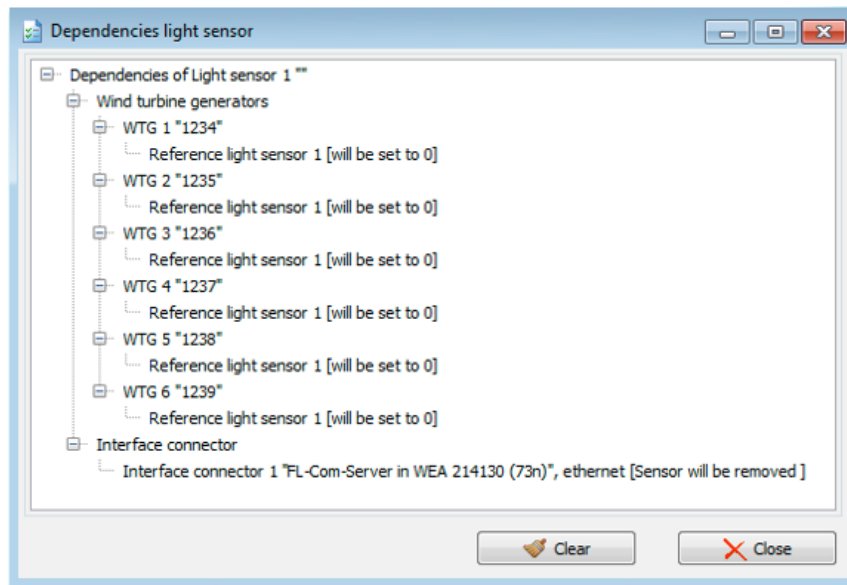 Dependencies light sensor
Dependencies of Light sensor 1 ""
Wind turbine generators
WTG 1 "1234"
Reference light sensor 1 [will be set to 0]
WTG 2 "1235"
Reference light sensor 1 [will be set to 0]
WTG 3 "1236"
Reference light sensor 1 [will be set to 0]
WTG 4 "1237"
Reference light sensor 1 [will be set to 0]
WTG 5 "1238"
Reference light sensor 1 [will be set to 0]
WTG 6 "1239"
Reference light sensor 1 [will be set to 0]
Interface connector
Interface connector 1 "FL-Com-Server in WEA 214130 (73n)", ethernet [Sensor will be removed ]
Clear Close